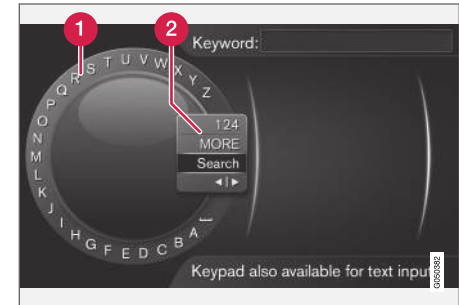 1
2
Keyword:
A B C D E F G H I J K L M N O P Q R S T U V W X Y Z
124
MORE
Search
Keypad also available for text input
G050382